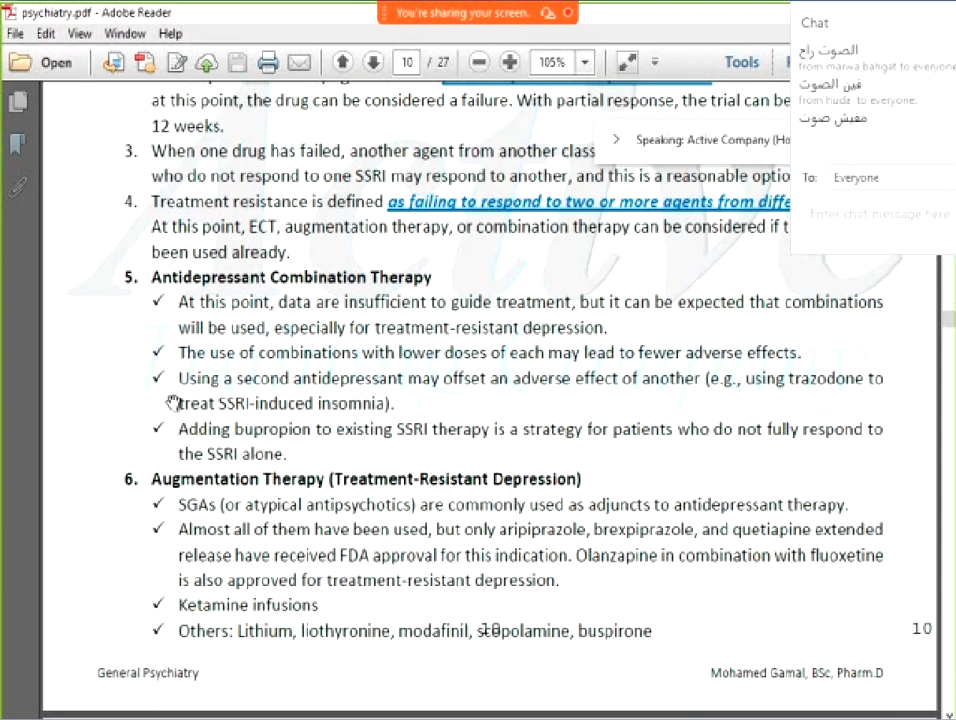 psychiatry.pdf - Adobe Reader
You're sharing your screen.
File Edit View Window Help
Open 10 / 27 105% Tools
Chat
الصوت راح
from marwa bahgat to everyone
فين الصوت
from huda to everyone:
مفيش صوت
Speaking: Active Company (Ho
To: Everyone
Enter chat message here
at this point, the drug can be considered a failure. With partial response, the trial can be
12 weeks.
3. When one drug has failed, another agent from another class
who do not respond to one SSRI may respond to another, and this is a reasonable optio
4. Treatment resistance is defined as failing to respond to two or more agents from diffe
At this point, ECT, augmentation therapy, or combination therapy can be considered if t
been used already.
5. Antidepressant Combination Therapy
✓ At this point, data are insufficient to guide treatment, but it can be expected that combinations
will be used, especially for treatment-resistant depression.
✓ The use of combinations with lower doses of each may lead to fewer adverse effects.
✓ Using a second antidepressant may offset an adverse effect of another (e.g., using trazodone to
treat SSRI-induced insomnia).
✓ Adding bupropion to existing SSRI therapy is a strategy for patients who do not fully respond to
the SSRI alone.
6. Augmentation Therapy (Treatment-Resistant Depression)
✓ SGAs (or atypical antipsychotics) are commonly used as adjuncts to antidepressant therapy.
✓ Almost all of them have been used, but only aripiprazole, brexpiprazole, and quetiapine extended
release have received FDA approval for this indication. Olanzapine in combination with fluoxetine
is also approved for treatment-resistant depression.
✓ Ketamine infusions
✓ Others: Lithium, liothyronine, modafinil, scopolamine, buspirone
10
10
General Psychiatry Mohamed Gamal, BSc, Pharm.D